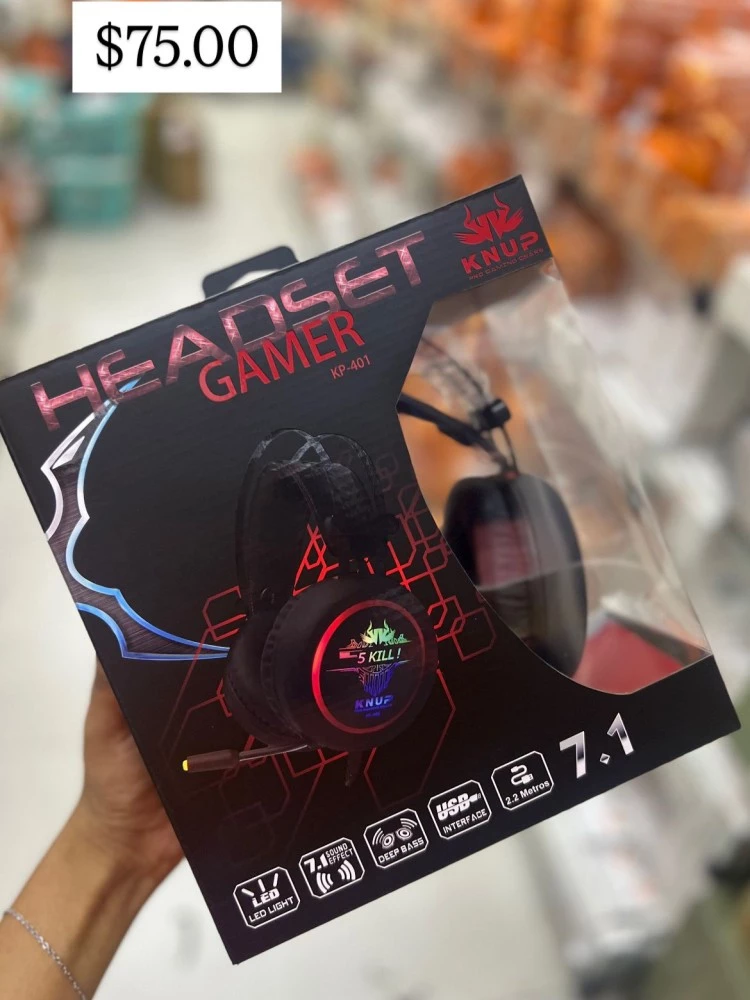 $75.00
KNUP
HEADSET
GAMER
KP-401
5 KILL!
KNUP
7.1
LED
LED LIGHT
7.1 SOUND
EFFECT
DEEP BASS
USB
INTERFACE
2.2 Metros